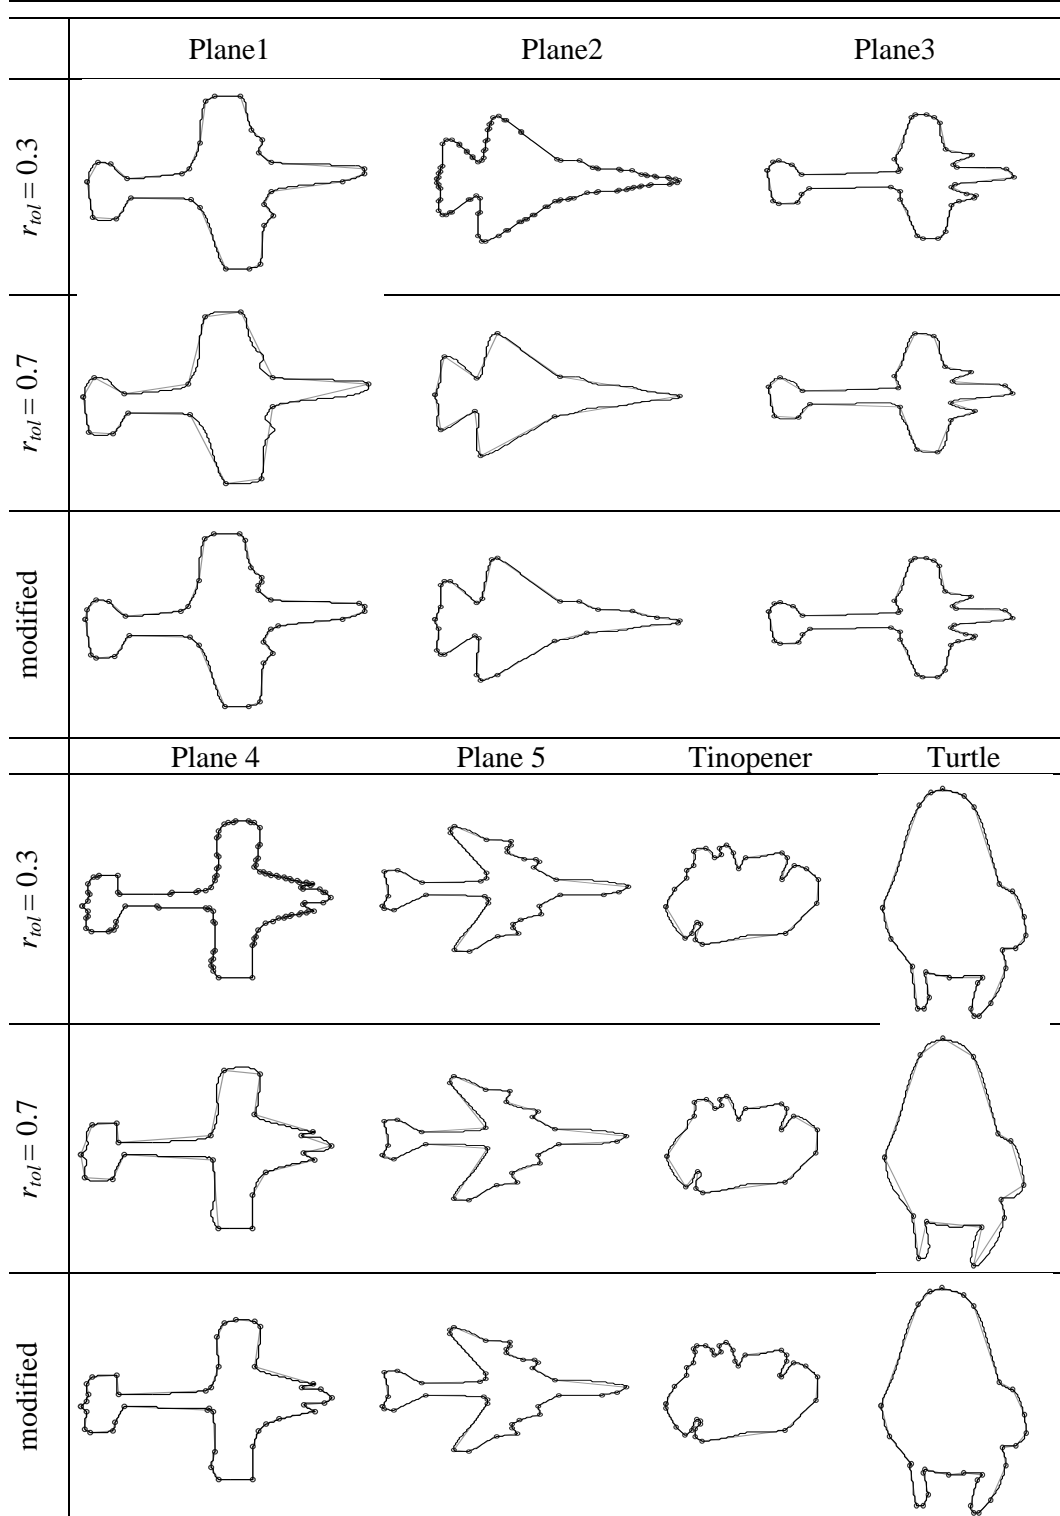 Plane1 Plane2 Plane3
r_tol = 0.3
r_tol = 0.7
modified
Plane 4 Plane 5 Tinopener Turtle
r_tol = 0.3
r_tol = 0.7
modified